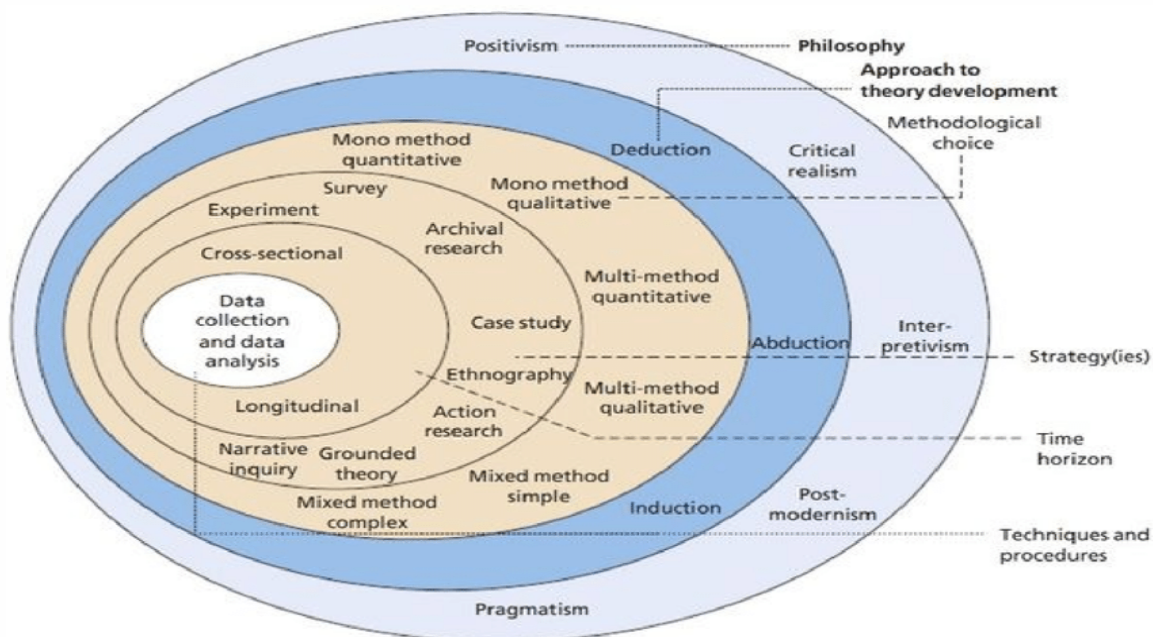 Positivism
Philosophy
Approach to
theory development
Methodological
choice
Mono method
quantitative
Deduction
Critical
realism
Survey
Mono method
qualitative
Experiment
Archival
research
Cross-sectional
Multi-method
quantitative
Data
collection
and data
analysis
Case study
Abduction
Inter-
pretivism
Strategy(ies)
Ethnography
Multi-method
qualitative
Longitudinal
Action
research
Time
horizon
Narrative
inquiry
Grounded
theory
Mixed method
simple
Mixed method
complex
Induction
Post-
modernism
Techniques and
procedures
Pragmatism